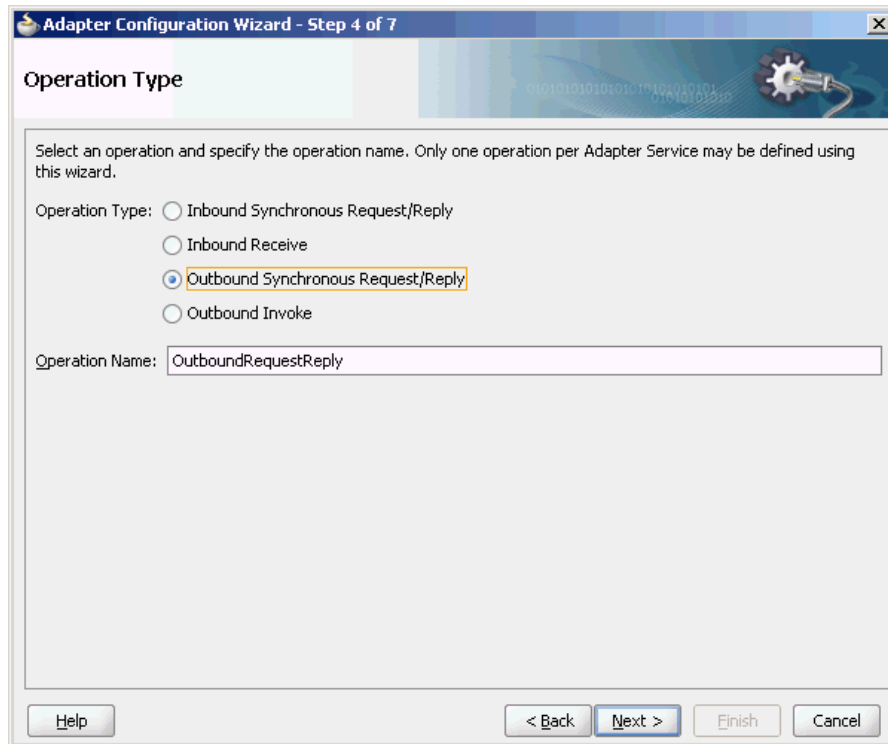 Adapter Configuration Wizard - Step 4 of 7
Operation Type
0101010101010101010101010101
01010101010
Select an operation and specify the operation name. Only one operation per Adapter Service may be defined using
this wizard.
Operation Type: Inbound Synchronous Request/Reply
Inbound Receive
Outbound Synchronous Request/Reply
Outbound Invoke
Operation Name: OutboundRequestReply
Help < Back Next > Finish Cancel